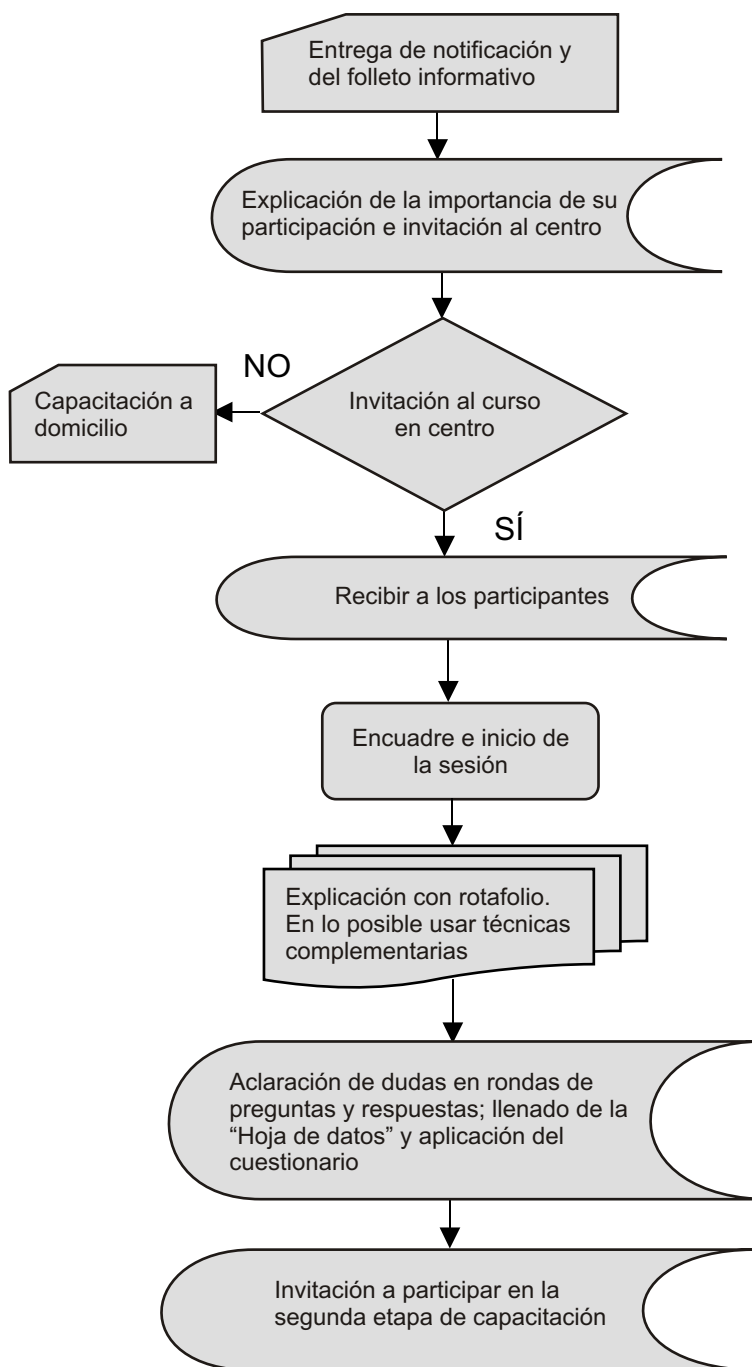 Entrega de notificación y
del folleto informativo
Explicación de la importancia de su
participación e invitación al centro
NO
Capacitación a
domicilio
Invitación al curso
en centro
SÍ
Recibir a los participantes
Encuadre e inicio de
la sesión
Explicación con rotafolio.
En lo posible usar técnicas
complementarias
Aclaración de dudas en rondas de
preguntas y respuestas; llenado de la
“Hoja de datos” y aplicación del
cuestionario
Invitación a participar en la
segunda etapa de capacitación